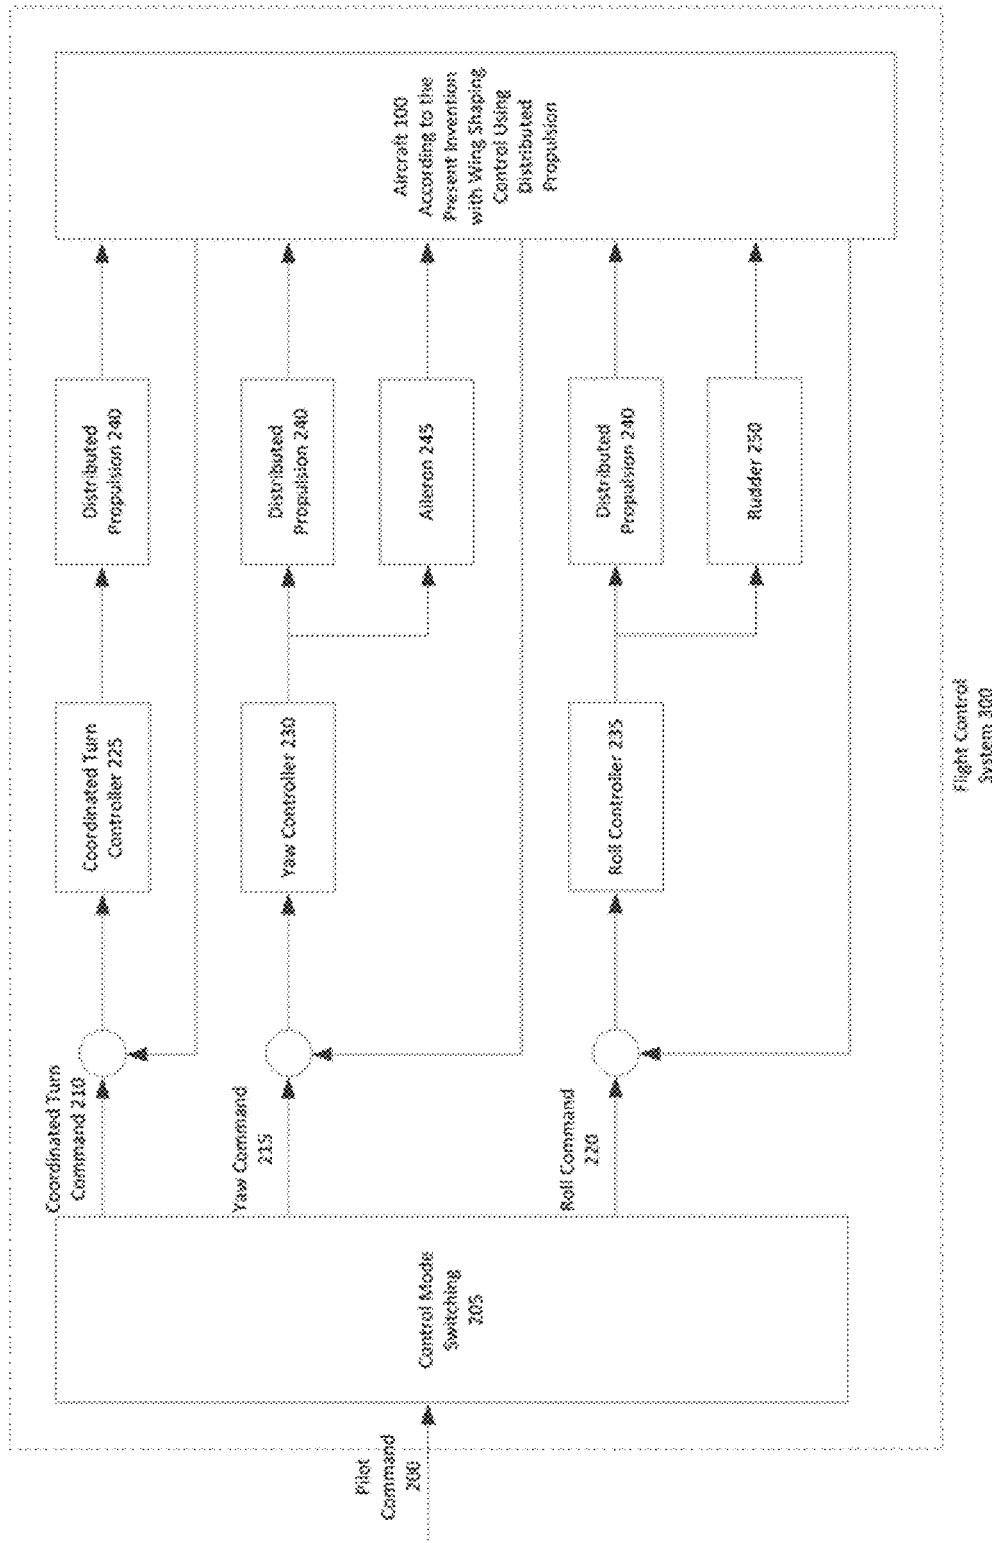 Pilot
Command
200
Control Mode
Switching
205
Coordinated Turn
Command 210
Coordinated Turn
Controller 225
Distributed
Propulsion 240
Yaw Command
215
Yaw Controller 230
Distributed
Propulsion 240
Aileron 245
Roll Command
220
Roll Controller 235
Distributed
Propulsion 240
Rudder 250
Aircraft 100
According to the
Present Invention
with Wing Shaping
Control Using
Distributed
Propulsion
Flight Control
System 300